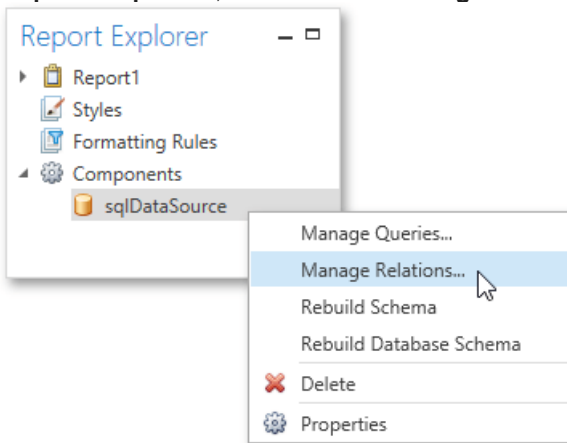 Report Explorer
Report1
Styles
Formatting Rules
Components
sqlDataSource
Manage Queries...
Manage Relations...
Rebuild Schema
Rebuild Database Schema
Delete
Properties